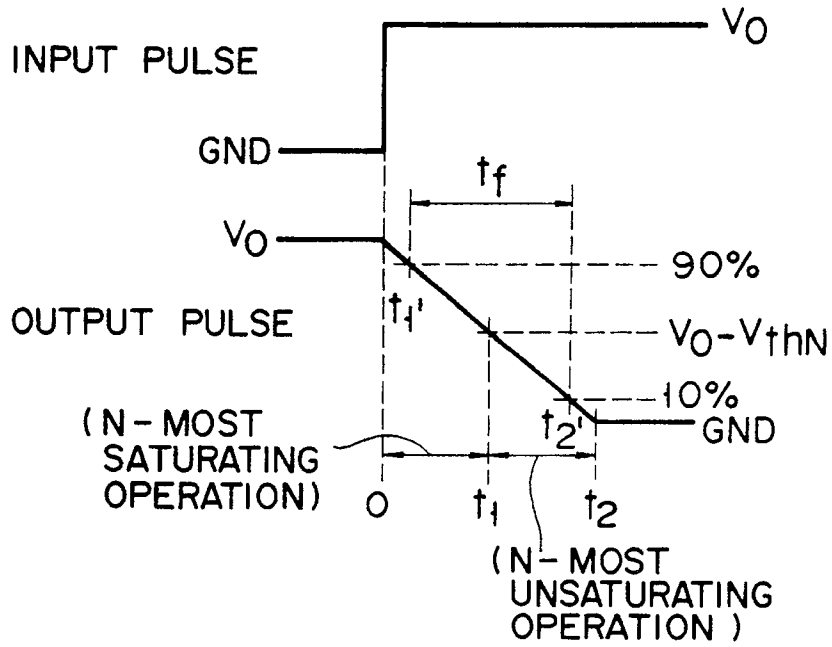 V0
INPUT PULSE
GND
tf
V0
90%
t1'
OUTPUT PULSE
V0-VthN
10%
t2'
GND
(N-MOST
SATURATING
OPERATION)
0
t1
t2
(N-MOST
UNSATURATING
OPERATION)